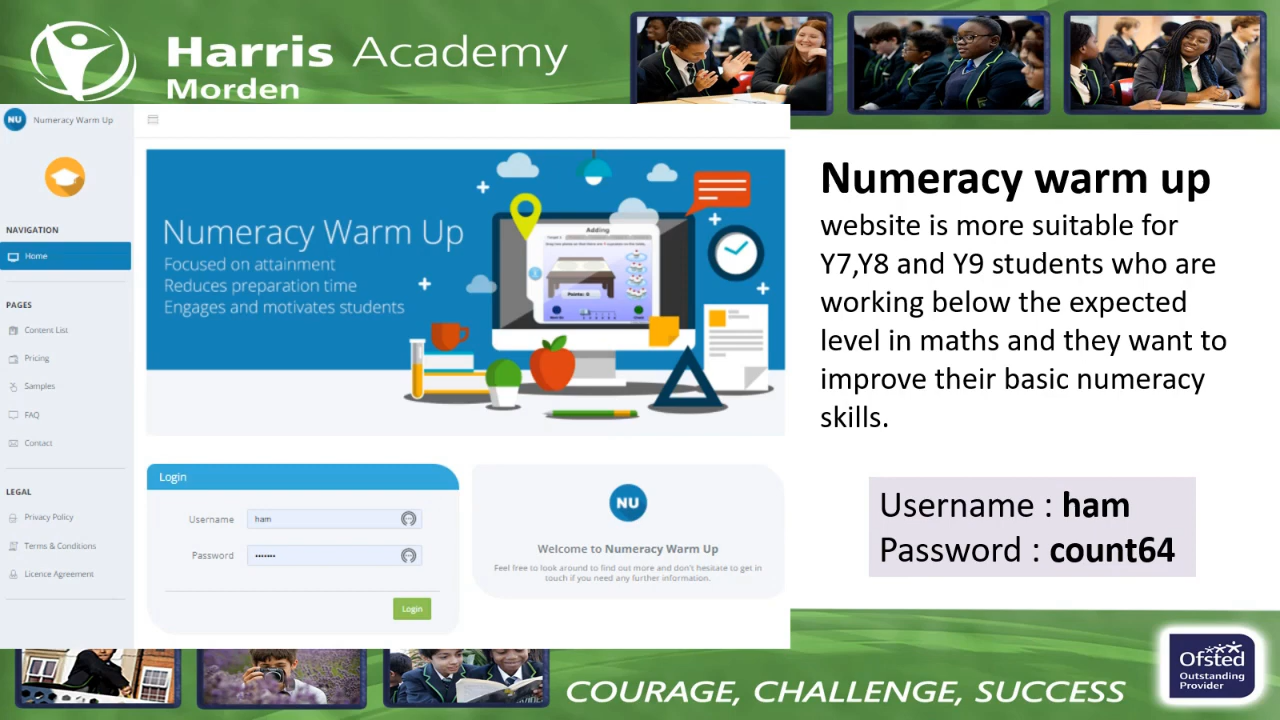 Harris Academy
Morden
NU Numeracy Warm Up
NAVIGATION
Home
PAGES
Content List
Pricing
Samples
FAQ
Contact
LEGAL
Privacy Policy
Terms & Conditions
Licence Agreement
Numeracy Warm Up
Focused on attainment
Reduces preparation time
Engages and motivates students
Adding
Points: 0
Login
Username ham
Password •••••••
Login
NU
Welcome to Numeracy Warm Up
Feel free to look around to find out more and don't hesitate to get in
touch if you need any further information.
Numeracy warm up
website is more suitable for
Y7,Y8 and Y9 students who are
working below the expected
level in maths and they want to
improve their basic numeracy
skills.
Username : ham
Password : count64
COURAGE, CHALLENGE, SUCCESS
Ofsted
Outstanding
Provider